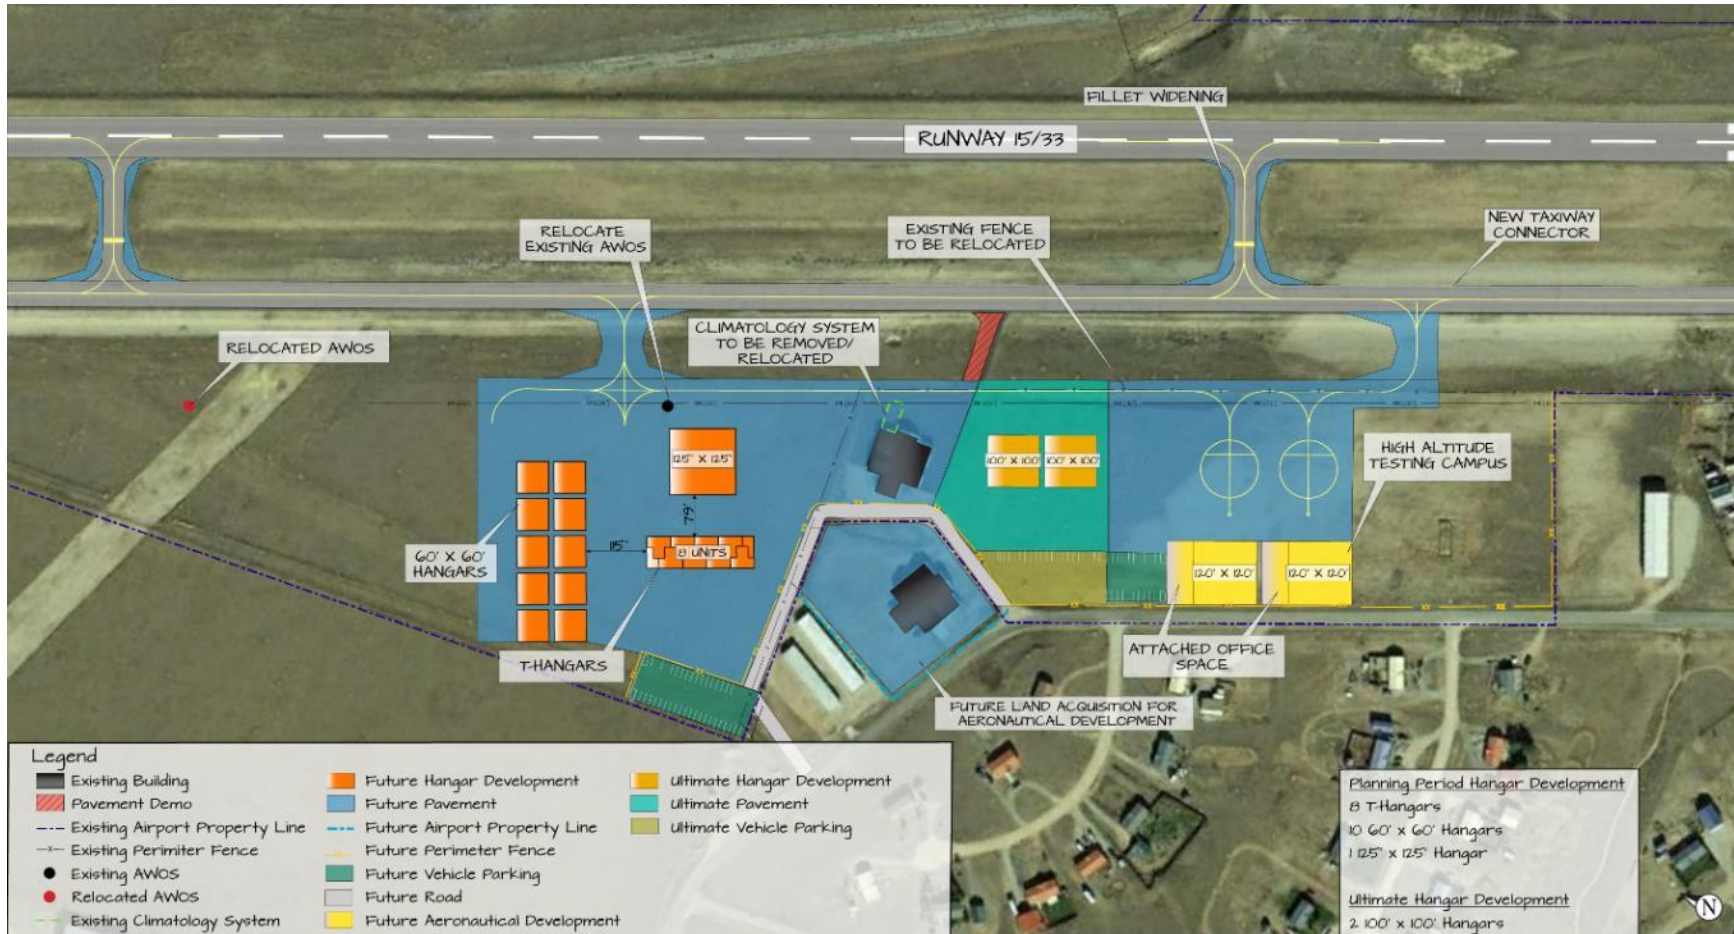 FILLET WIDENING
RUNWAY 15/33
RELOCATE
EXISTING AWOS
EXISTING FENCE
TO BE RELOCATED
NEW TAXIWAY
CONNECTOR
RELOCATED AWOS
CLIMATOLOGY SYSTEM
TO BE REMOVED/
RELOCATED
HIGH ALTITUDE
TESTING CAMPUS
125' X 125'
100' X 100'
100' X 100'
79'
115'
8 UNITS
60' X 60'
HANGARS
120' X 120'
120' X 120'
T-HANGARS
ATTACHED OFFICE
SPACE
FUTURE LAND ACQUISITION FOR
AERONAUTICAL DEVELOPMENT
Legend
Existing Building
Pavement Demo
Existing Airport Property Line
Existing Perimiter Fence
Existing AWOS
Relocated AWOS
Existing Climatology System
Future Hangar Development
Future Pavement
Future Airport Property Line
Future Perimeter Fence
Future Vehicle Parking
Future Road
Future Aeronautical Development
Ultimate Hangar Development
Ultimate Pavement
Ultimate Vehicle Parking
Planning Period Hangar Development
8 T-Hangars
10 60' x 60' Hangars
1 125' x 125' Hangar
Ultimate Hangar Development
2 100' x 100' Hangars
N